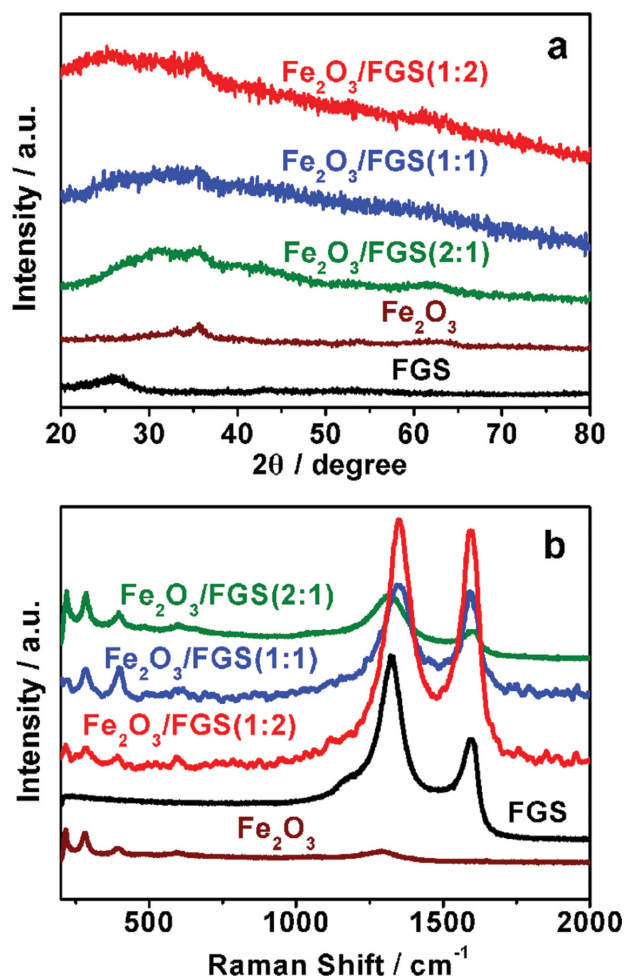 a
Fe₂O₃/FGS(1:2)
Fe₂O₃/FGS(1:1)
Fe₂O₃/FGS(2:1)
Fe₂O₃
FGS
Intensity / a.u.
20 30 40 50 60 70 80
2θ / degree
b
Fe₂O₃/FGS(2:1)
Fe₂O₃/FGS(1:1)
Fe₂O₃/FGS(1:2)
FGS
Fe₂O₃
Intensity / a.u.
500 1000 1500 2000
Raman Shift / cm⁻¹